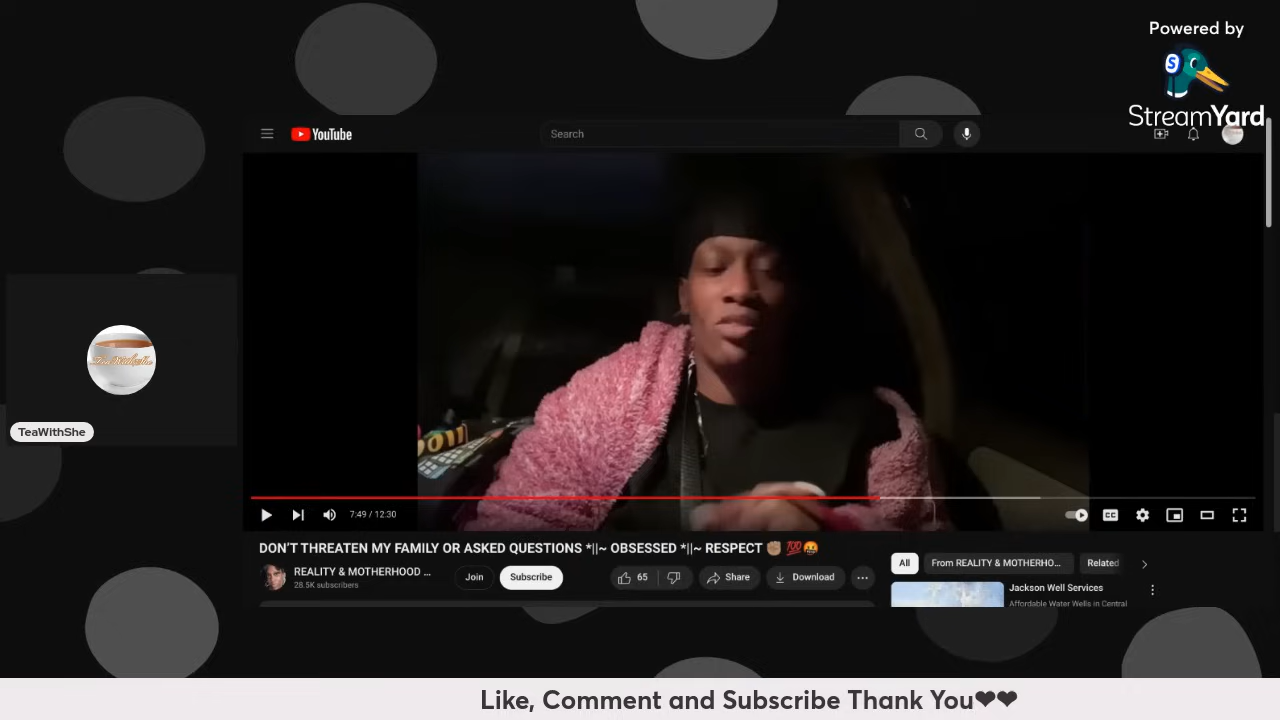 Powered by
StreamYard
YouTube
Search
TeaWithShe
7:49 / 12:30
CC
DON'T THREATEN MY FAMILY OR ASKED QUESTIONS *||~ OBSESSED *||~ RESPECT ✊🏽 💯🤬
REALITY & MOTHERHOOD ...
28.5K subscribers
Join
Subscribe
65
Share
Download
All
From REALITY & MOTHERHO...
Related
Jackson Well Services
Affordable Water Wells in Central
Like, Comment and Subscribe Thank You❤❤